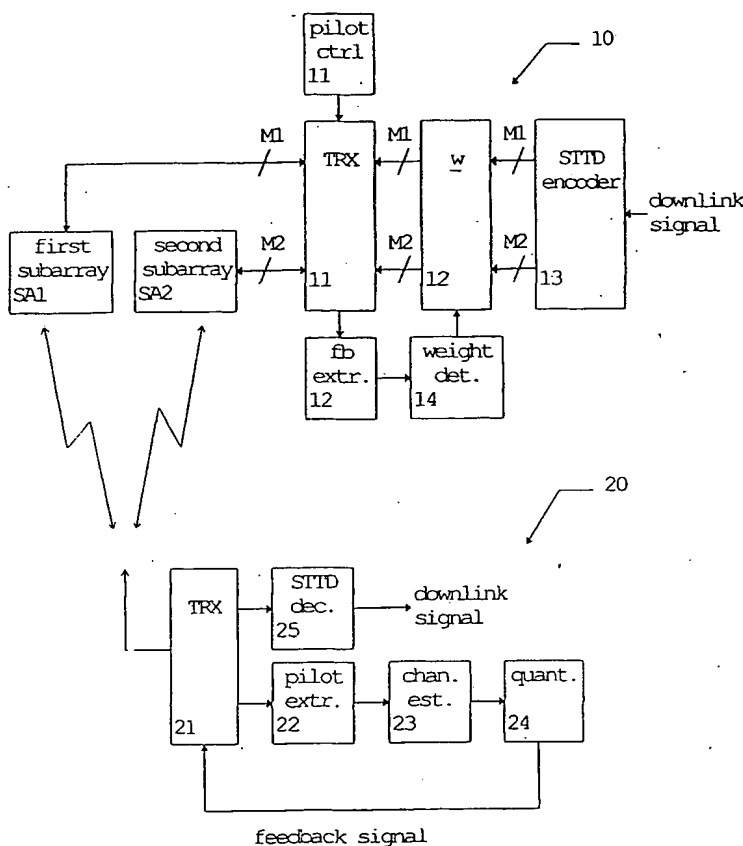 pilot
ctrl
11
10
M1
M1
M1
TRX
w
STTD
encoder
downlink
signal
first
subarray
SA1
second
subarray
SA2
M2
M2
M2
11
12
13
fb
extr.
12
weight
det.
14
20
TRX
STTD
dec.
25
downlink
signal
pilot
extr.
22
chan.
est.
23
quant.
24
21
feedback signal